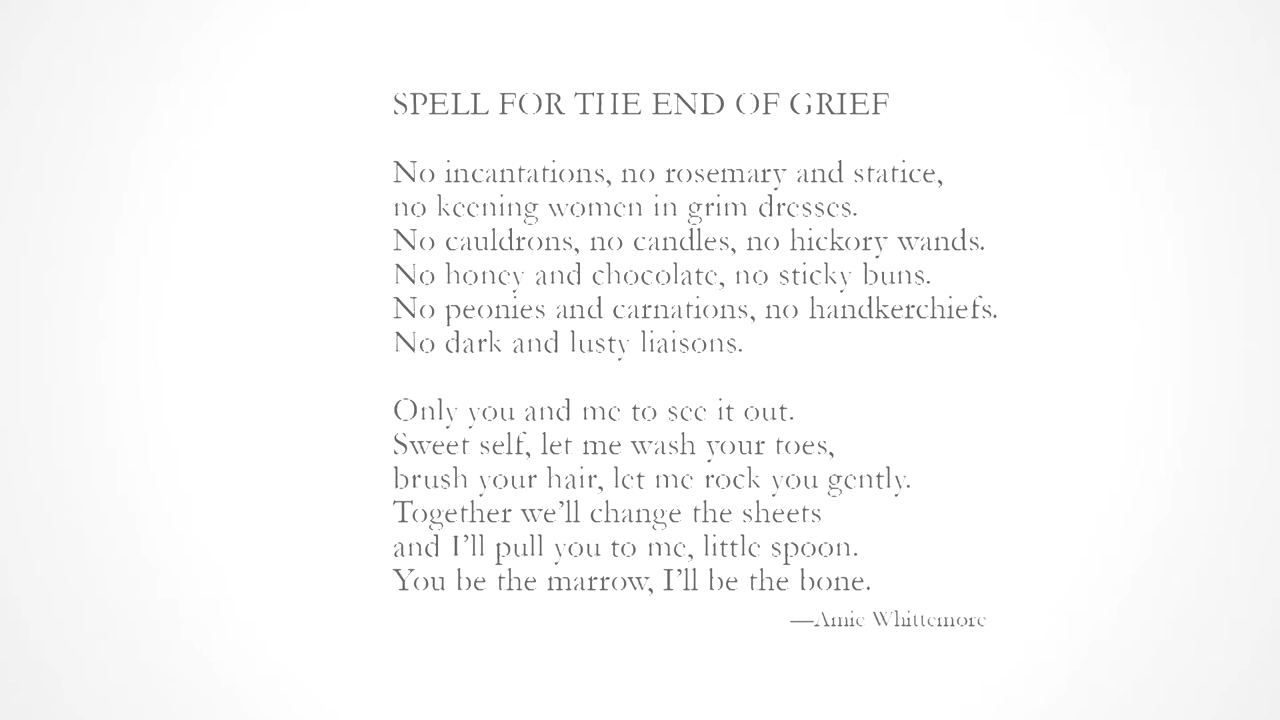 SPELL FOR THE END OF GRIEF
No incantations, no rosemary and statice,
no keening women in grim dresses.
No cauldrons, no candles, no hickory wands.
No honey and chocolate, no sticky buns.
No peonies and carnations, no handkerchiefs.
No dark and lusty liaisons.
Only you and me to see it out.
Sweet self, let me wash your toes,
brush your hair, let me rock you gently.
Together we’ll change the sheets
and I’ll pull you to me, little spoon.
You be the marrow, I’ll be the bone.
—Amie Whittemore